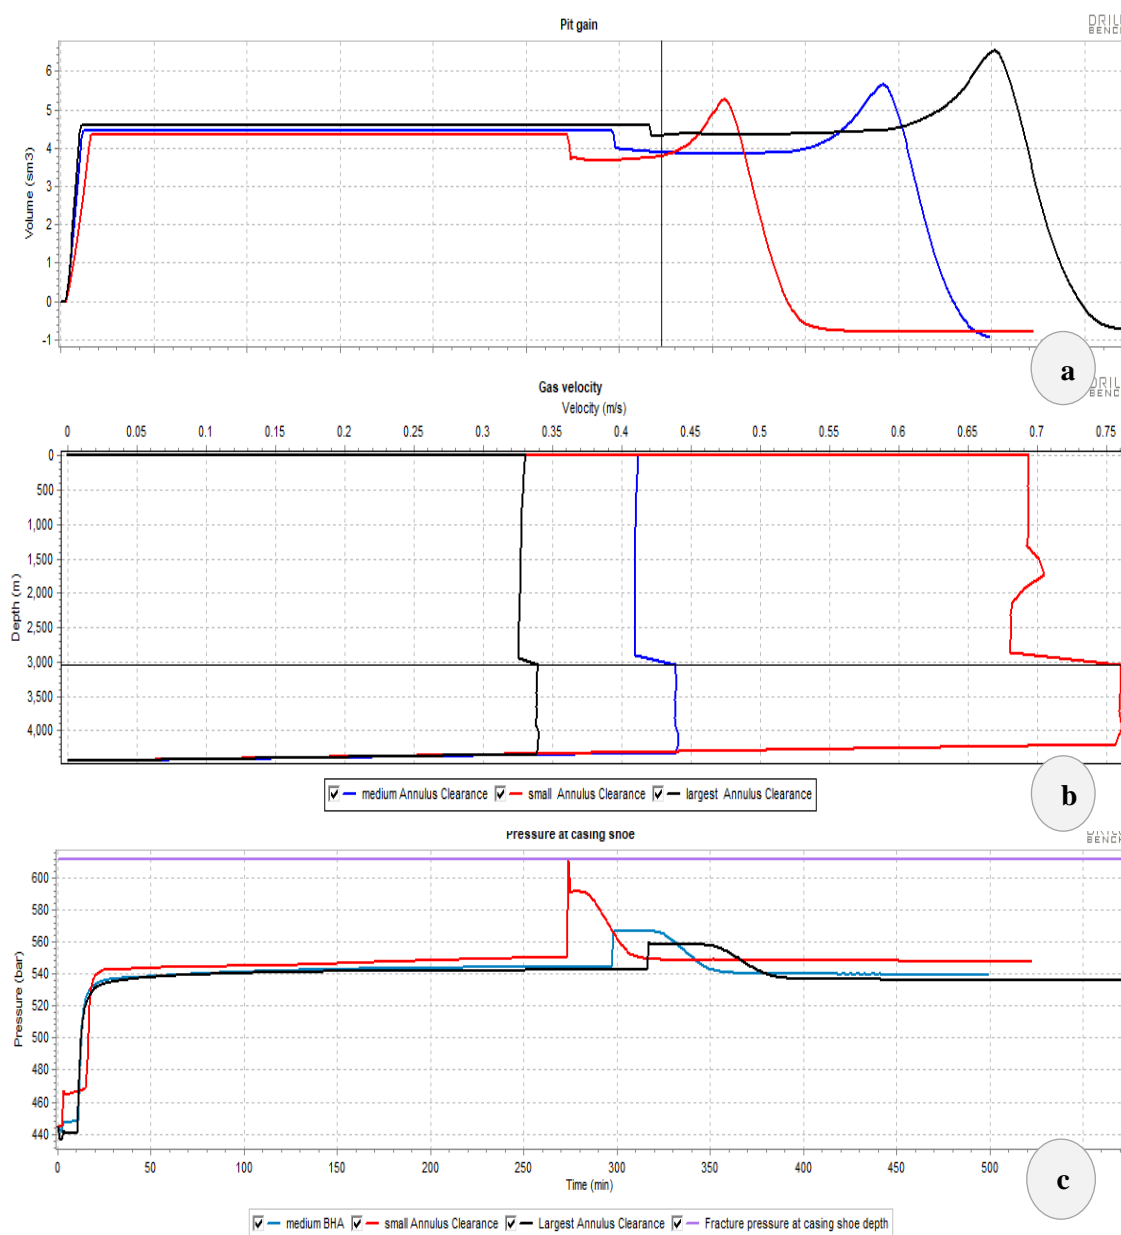 Pit gain
DRILL
BENCH
Volume (sm3)
6
5
4
3
2
1
0
-1
a
DRILL
BENCH
Gas velocity
Velocity (m/s)
0 0.05 0.1 0.15 0.2 0.25 0.3 0.35 0.4 0.45 0.5 0.55 0.6 0.65 0.7 0.75
Depth (m)
0
500
1,000
1,500
2,000
2,500
3,000
3,500
4,000
b
medium Annulus Clearance small Annulus Clearance largest Annulus Clearance
Pressure at casing shoe
BENCH
Pressure (bar)
600
580
560
540
520
500
480
460
440
0 50 100 150 200 250 300 350 400 450 500
Time (min)
c
medium BHA small Annulus Clearance Largest Annulus Clearance Fracture pressure at casing shoe depth